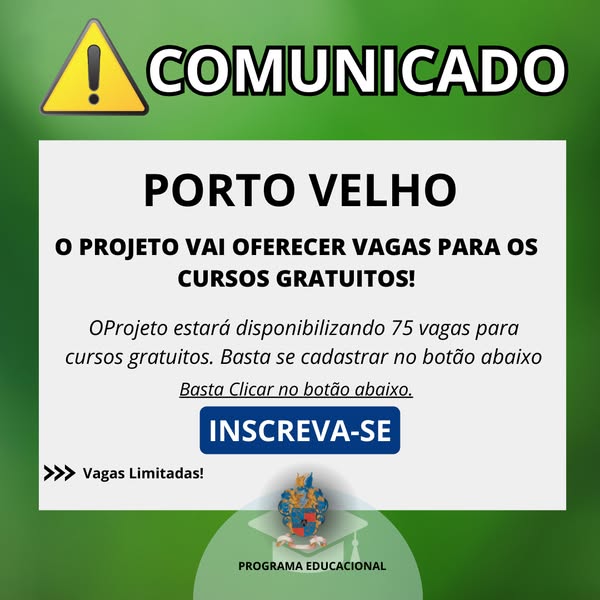 COMUNICADO
PORTO VELHO
O PROJETO VAI OFERECER VAGAS PARA OS
CURSOS GRATUITOS!
OProjeto estará disponibilizando 75 vagas para
cursos gratuitos. Basta se cadastrar no botão abaixo
Basta Clicar no botão abaixo.
INSCREVA-SE
>>> Vagas Limitadas!
PROGRAMA EDUCACIONAL